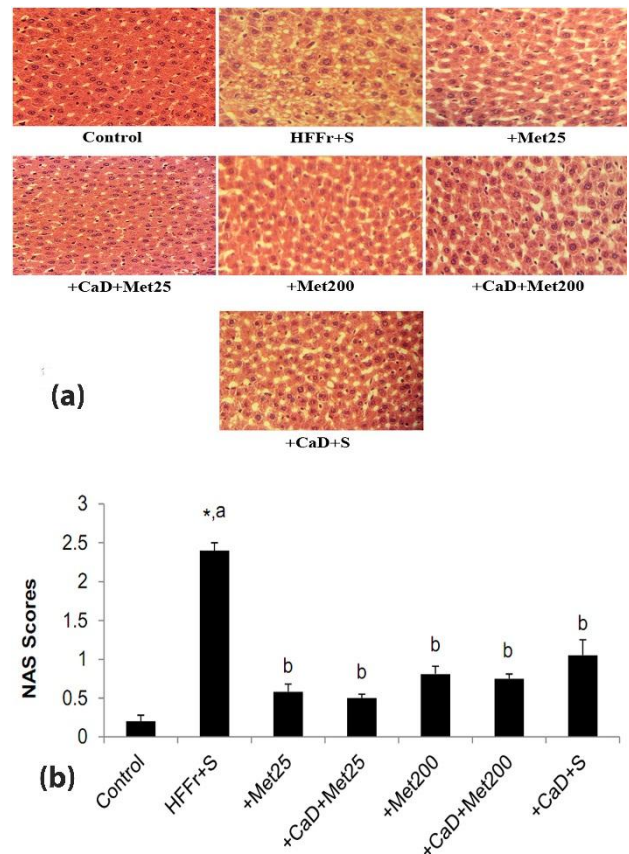 Control HFFr+S +Met25
+CaD+Met25 +Met200 +CaD+Met200
(a)
+CaD+S
3
2.5
2
1.5
1
0.5
0
NAS Scores
*,a
b b b b b
Control HFFr+S +Met25 +CaD+Met25 +Met200 +CaD+Met200 +CaD+S
(b)